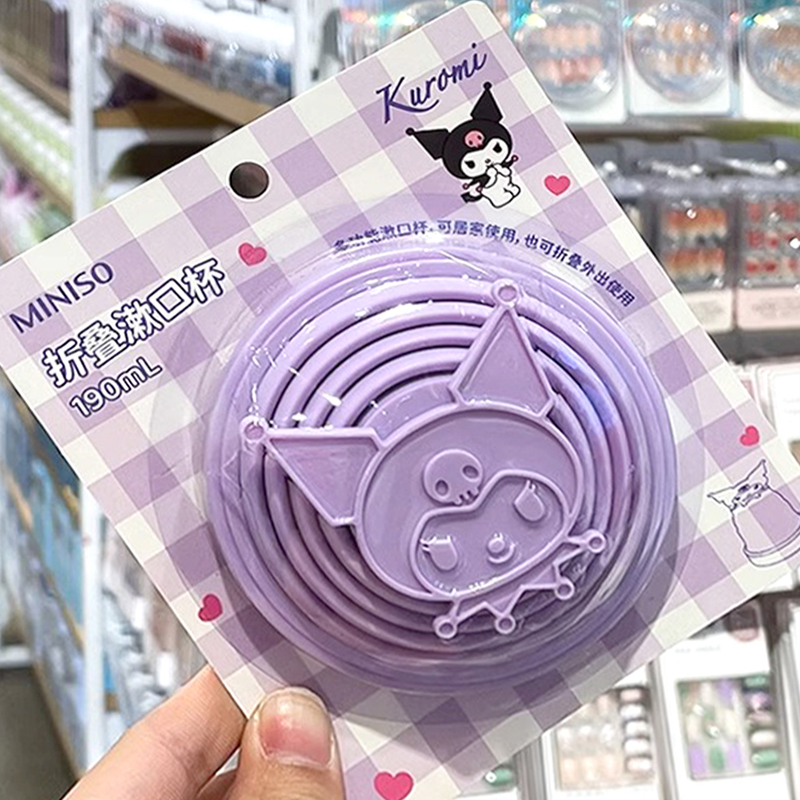 Kuromi
多功能漱口杯,可居家使用,也可折叠外出使用
MINISO
折叠漱口杯
190mL